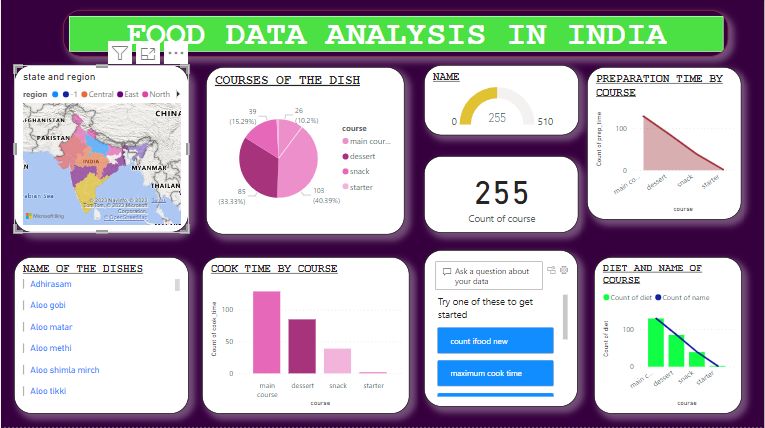 FOOD DATA ANALYSIS IN INDIA
state and region
region -1 Central East North
CHINA
AFGHANISTAN
PAKISTAN
INDIA
MYANMAR
THAILAN
Arabian Sea
© 2023 NavInfo, © 2023
TomTom, © 2023 Microsoft
Corporation,
© OpenStreetMap
Microsoft Bing
COURSES OF THE DISH
39
(15.29%)
26
(10.2%)
85
(33.33%)
103
(40.39%)
course
main cour...
dessert
snack
starter
NAME
0 255 510
255
Count of course
PREPARATION TIME BY
COURSE
Count of prep_time
100
0
main co...
dessert
snack
starter
course
NAME OF THE DISHES
Adhirasam
Aloo gobi
Aloo matar
Aloo methi
Aloo shimla mirch
Aloo tikki
COOK TIME BY COURSE
Count of cook_time
100
50
0
main
course
dessert
snack
starter
course
Ask a question about
your data
Try one of these to get
started
count ifood new
maximum cook time
DIET AND NAME OF
COURSE
Count of diet Count of name
Count of diet
100
0
main c...
dessert
snack
starter
course